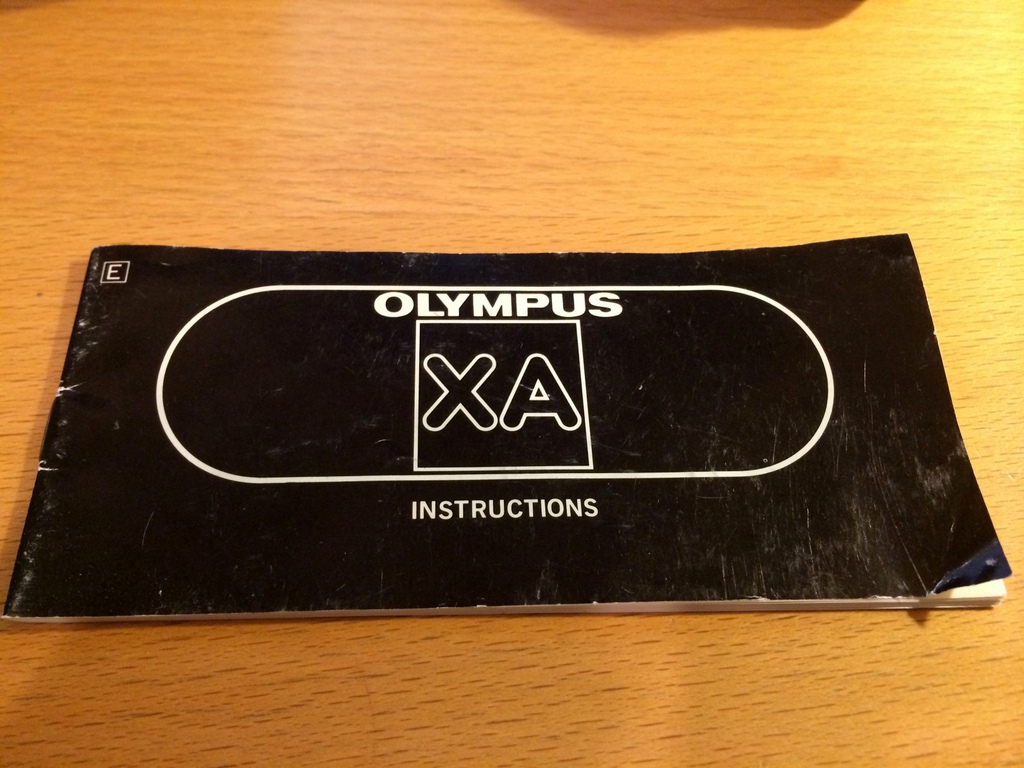 E
OLYMPUS
XA
INSTRUCTIONS